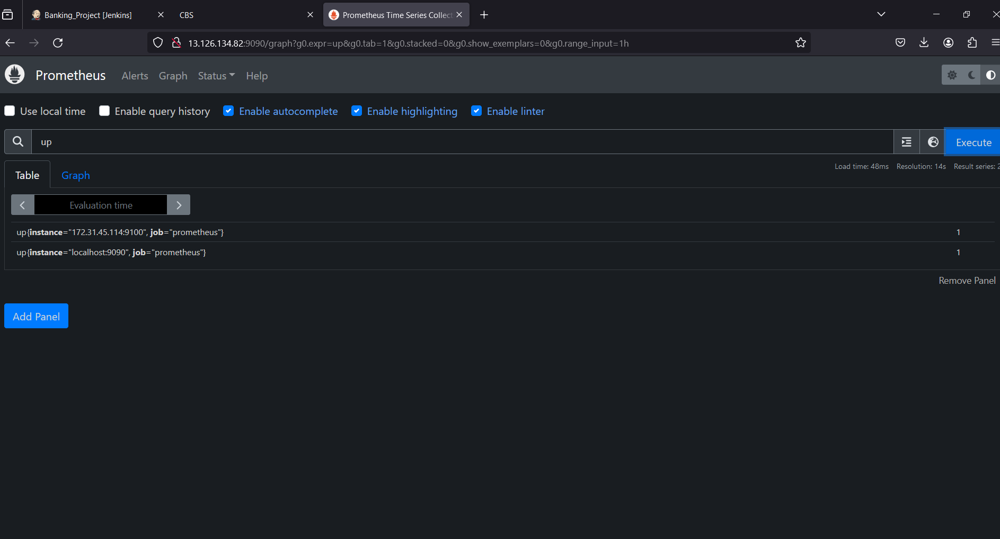 Banking_Project [Jenkins]
CBS
Prometheus Time Series Collect
13.126.134.82:9090/graph?g0.expr=up&g0.tab=1&g0.stacked=0&g0.show_exemplars=0&g0.range_input=1h
Prometheus Alerts Graph Status Help
Use local time Enable query history Enable autocomplete Enable highlighting Enable linter
up
Execute
Load time: 48ms Resolution: 14s Result series: 2
Table Graph
Evaluation time
up{instance="172.31.45.114:9100", job="prometheus"} 1
up{instance="localhost:9090", job="prometheus"} 1
Remove Panel
Add Panel